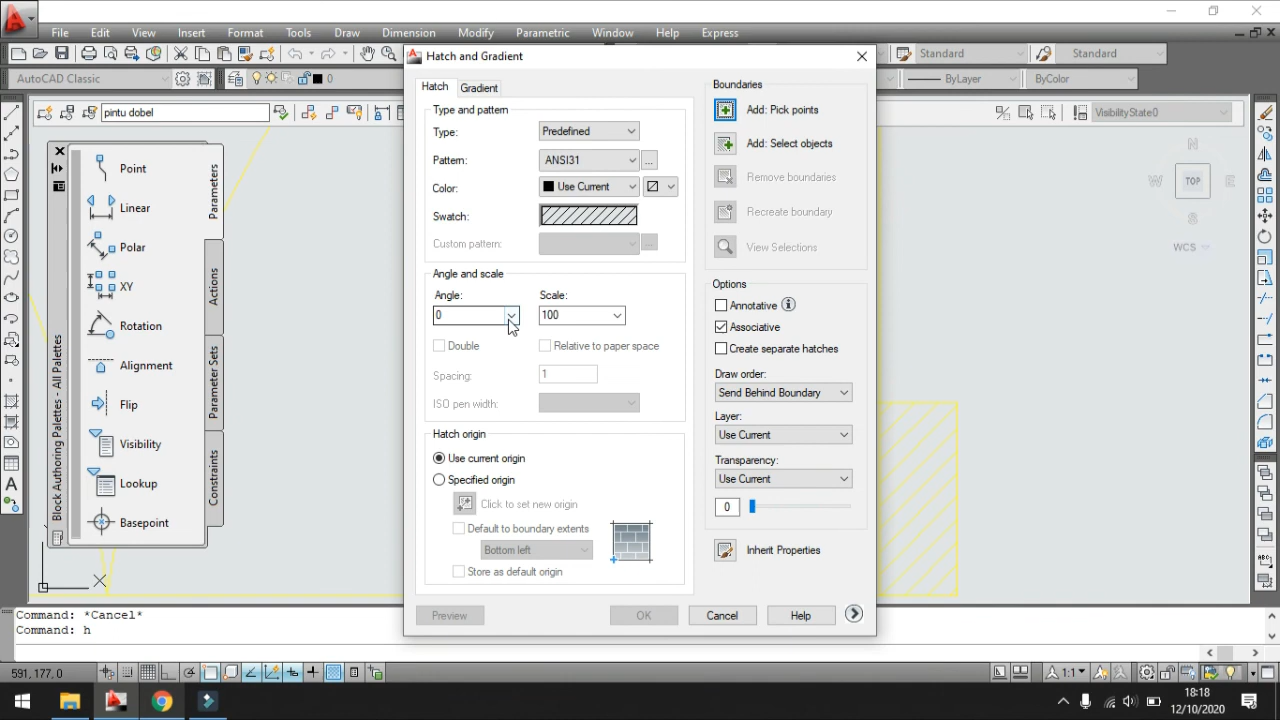 File Edit View Insert Format Tools Draw Dimension Modify Parametric Window Help Express
Standard Standard
AutoCAD Classic 0 ByLayer ByColor
pintu dobel VisibilityState0
Block Authoring Palettes - All Palettes
Point
Linear
Polar
XY
Rotation
Alignment
Flip
Visibility
Lookup
Basepoint
Parameters
Actions
Parameter Sets
Constraints
Hatch and Gradient
Hatch Gradient
Type and pattern
Type: Predefined
Pattern: ANSI31 ...
Color: Use Current
Swatch:
Custom pattern: ...
Angle and scale
Angle: Scale:
0 100
Double Relative to paper space
Spacing: 1
ISO pen width:
Hatch origin
Use current origin
Specified origin
Click to set new origin
Default to boundary extents
Bottom left
Store as default origin
Preview OK Cancel Help
Boundaries
Add: Pick points
Add: Select objects
Remove boundaries
Recreate boundary
View Selections
Options
Annotative
Associative
Create separate hatches
Draw order:
Send Behind Boundary
Layer:
Use Current
Transparency:
Use Current
0
Inherit Properties
N
W TOP E
S
WCS
Command: *Cancel*
Command: h
591, 177, 0 1:1
18:18
12/10/2020